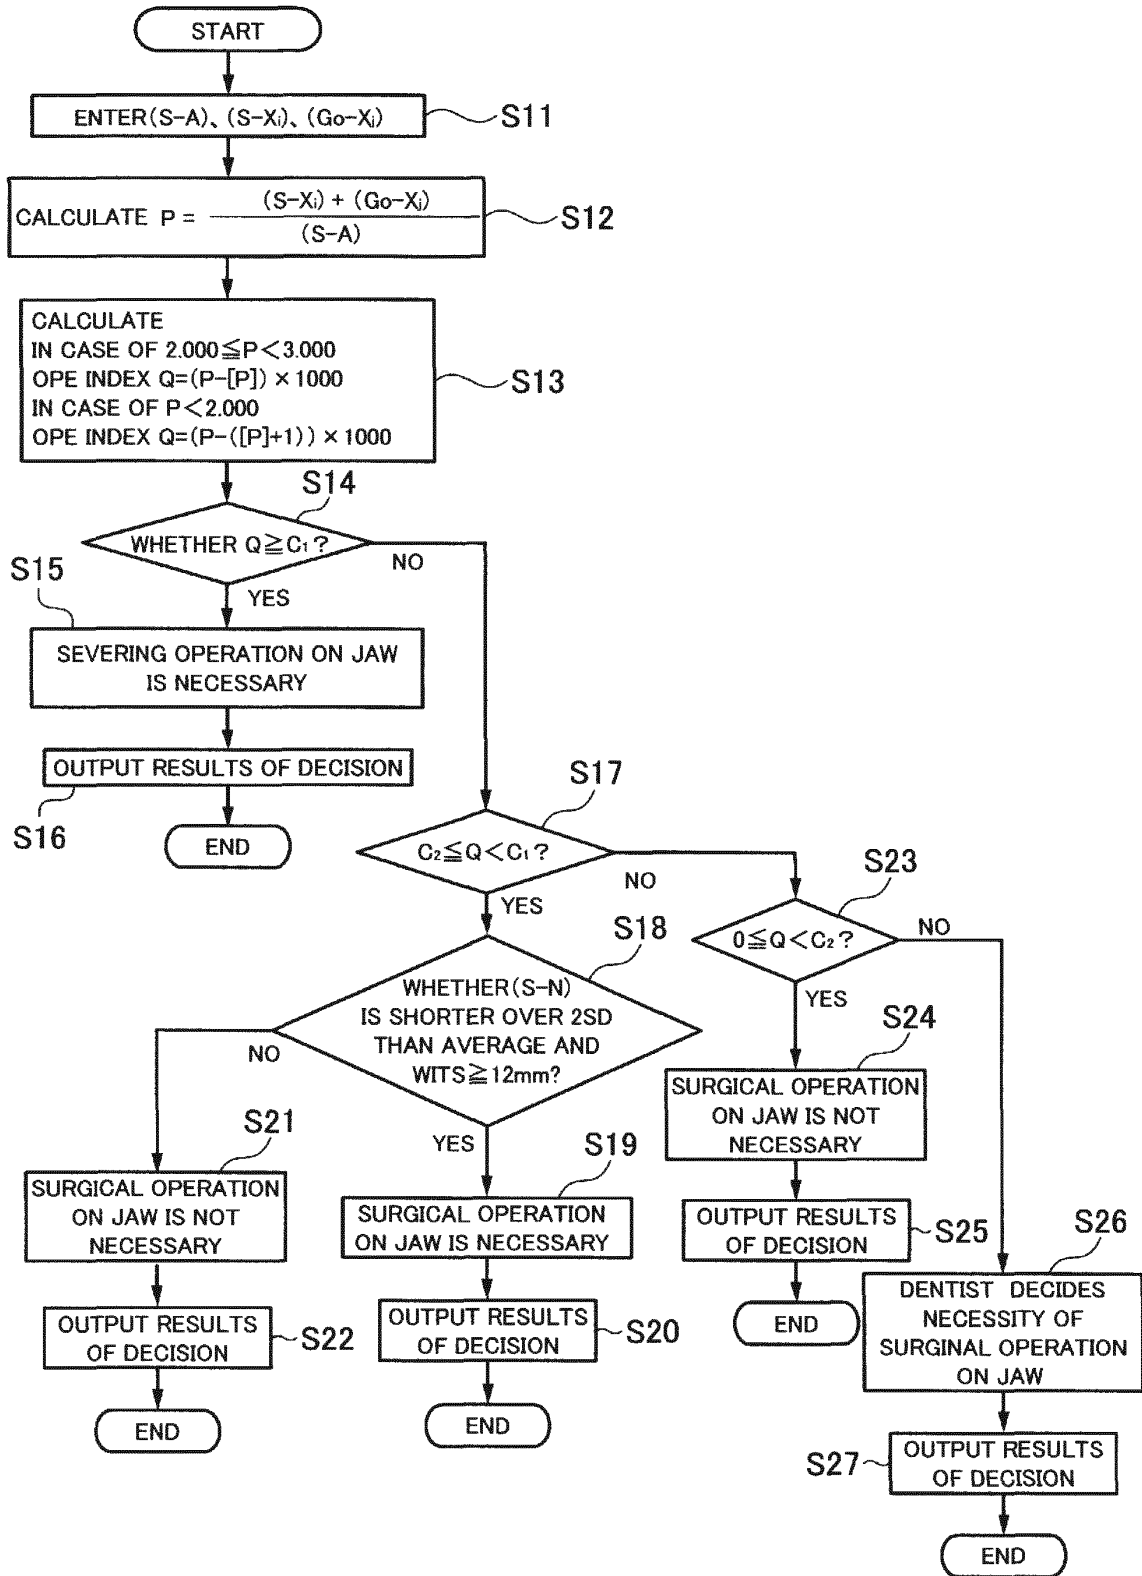 START
ENTER(S-A)、(S-Xi)、(Go-Xj)
S11
CALCULATE P = (S-Xi) + (Go-Xj)
(S-A)
S12
CALCULATE
IN CASE OF 2.000≦P<3.000
OPE INDEX Q=(P-[P])×1000
IN CASE OF P<2.000
OPE INDEX Q=(P-([P]+1))×1000
S13
S14
WHETHER Q≧C1?
NO
YES
S15
SEVERING OPERATION ON JAW
IS NECESSARY
OUTPUT RESULTS OF DECISION
S16
END
S17
C2≦Q<C1?
NO
YES
S23
0≦Q<C2?
NO
YES
S18
WHETHER(S-N)
IS SHORTER OVER 2SD
THAN AVERAGE AND
WITS≧12mm?
NO
YES
S24
SURGICAL OPERATION
ON JAW IS NOT
NECESSARY
S21
SURGICAL OPERATION
ON JAW IS NOT
NECESSARY
S19
SURGICAL OPERATION
ON JAW IS NECESSARY
OUTPUT RESULTS
OF DECISION
S25
S26
DENTIST DECIDES
NECESSITY OF
SURGINAL OPERATION
ON JAW
OUTPUT RESULTS
OF DECISION
S22
OUTPUT RESULTS
OF DECISION
S20
END
END
END
S27
OUTPUT RESULTS
OF DECISION
END